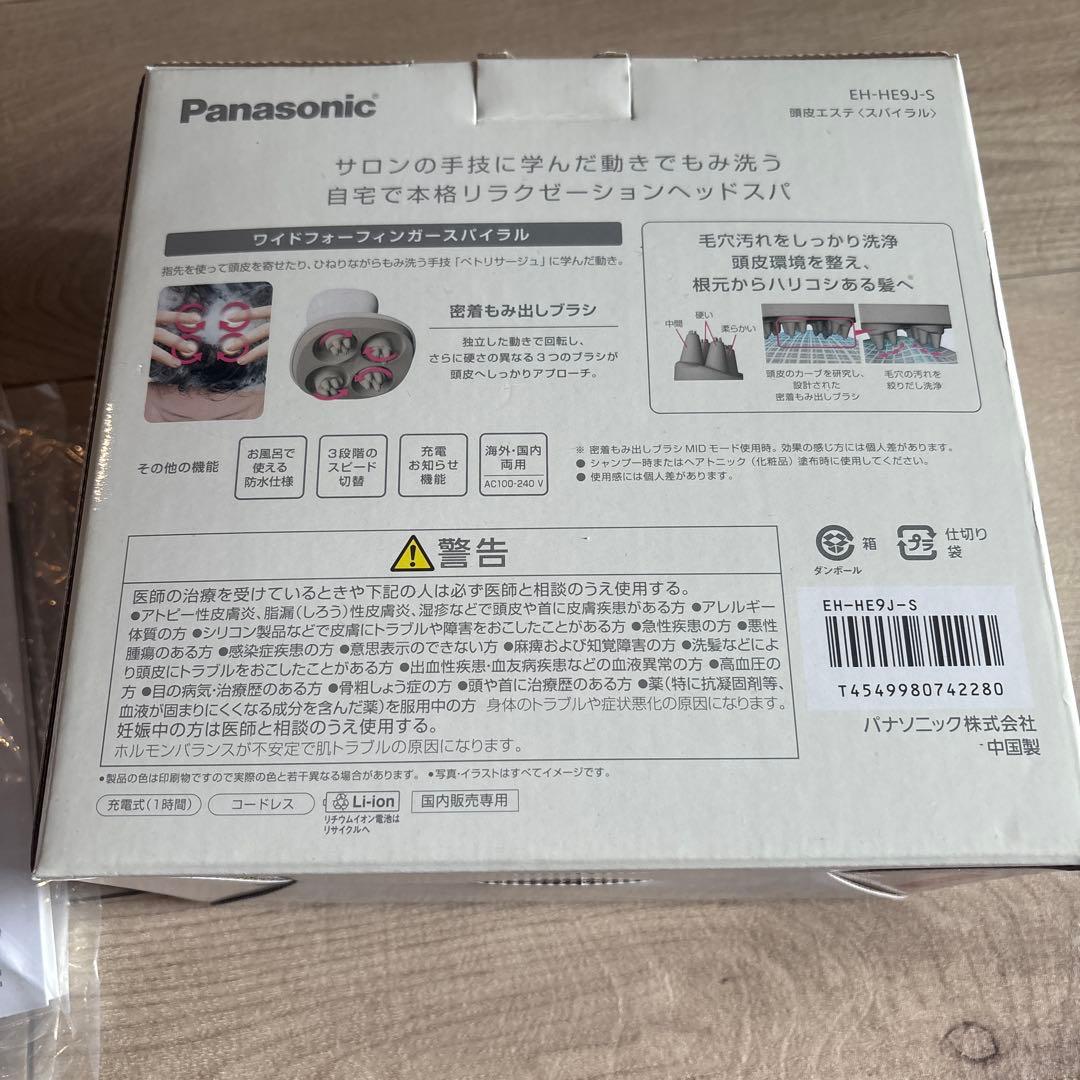 Panasonic
EH-HE9J-S
頭皮エステ〈スパイラル〉
サロンの手技に学んだ動きでもみ洗う
自宅で本格リラクゼーションヘッドスパ
ワイドフォーフィンガースパイラル
指先を使って頭皮を寄せたり、ひねりながらもみ洗う手技「ペトリサージュ」に学んだ動き。
密着もみ出しブラシ
独立した動きで回転し、
さらに硬さの異なる3つのブラシが
頭皮へしっかりアプローチ。
毛穴汚れをしっかり洗浄
頭皮環境を整え、
根元からハリコシある髪へ※
硬い
中間
柔らかい
頭皮のカーブを研究し、
設計された
密着もみ出しブラシ
毛穴の汚れを
絞りだし洗浄
その他の機能
お風呂で
使える
防水仕様
3段階の
スピード
切替
充電
お知らせ
機能
海外・国内
両用
AC100-240 V
※ 密着もみ出しブラシMIDモード使用時。効果の感じ方には個人差があります。
● シャンプー時またはヘアトニック（化粧品）塗布時に使用してください。
● 使用感には個人差があります。
警告
医師の治療を受けているときや下記の人は必ず医師と相談のうえ使用する。
●アトピー性皮膚炎、脂漏（しろう）性皮膚炎、湿疹などで頭皮や首に皮膚疾患がある方 ●アレルギー
体質の方 ●シリコン製品などで皮膚にトラブルや障害をおこしたことがある方 ●急性疾患の方 ●悪性
腫瘍のある方 ●感染症疾患の方 ●意思表示のできない方 ●麻痺および知覚障害の方 ●洗髪などによ
り頭皮にトラブルをおこしたことがある方 ●出血性疾患・血友病疾患などの血液異常の方 ●高血圧の
方 ●目の病気・治療歴のある方 ●骨粗しょう症の方 ●頭や首に治療歴のある方 ●薬（特に抗凝固剤等、
血液が固まりにくくなる成分を含んだ薬）を服用中の方 身体のトラブルや症状悪化の原因になります。
妊娠中の方は医師と相談のうえ使用する。
ホルモンバランスが不安定で肌トラブルの原因になります。
箱
ダンボール
プラ
仕切り
袋
EH-HE9J-S
T4549980742280
パナソニック株式会社
中国製
●製品の色は印刷物ですので実際の色と若干異なる場合があります。 ●写真・イラストはすべてイメージです。
充電式（1時間）
コードレス
Li-ion
リチウムイオン電池は
リサイクルへ
国内販売専用